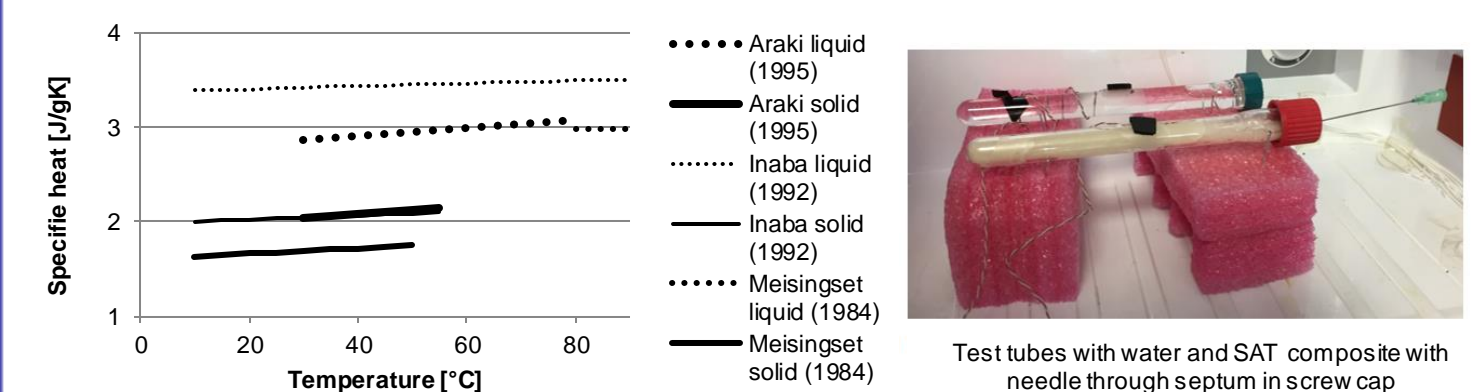 4
3
2
1
Specifie heat [J/gK]
0
20
40
60
80
Temperature [°C]
Araki liquid
(1995)
Araki solid
(1995)
Inaba liquid
(1992)
Inaba solid
(1992)
Meisingset
liquid (1984)
Meisingset
solid (1984)
Test tubes with water and SAT composite with
needle through septum in screw cap